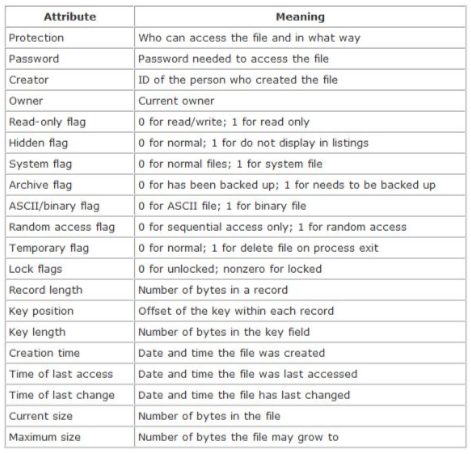 Attribute Meaning
Protection Who can access the file and in what way
Password Password needed to access the file
Creator ID of the person who created the file
Owner Current owner
Read-only flag 0 for read/write; 1 for read only
Hidden flag 0 for normal; 1 for do not display in listings
System flag 0 for normal files; 1 for system file
Archive flag 0 for has been backed up; 1 for needs to be backed up
ASCII/binary flag 0 for ASCII file; 1 for binary file
Random access flag 0 for sequential access only; 1 for random access
Temporary flag 0 for normal; 1 for delete file on process exit
Lock flags 0 for unlocked; nonzero for locked
Record length Number of bytes in a record
Key position Offset of the key within each record
Key length Number of bytes in the key field
Creation time Date and time the file was created
Time of last access Date and time the file was last accessed
Time of last change Date and time the file has last changed
Current size Number of bytes in the file
Maximum size Number of bytes the file may grow to